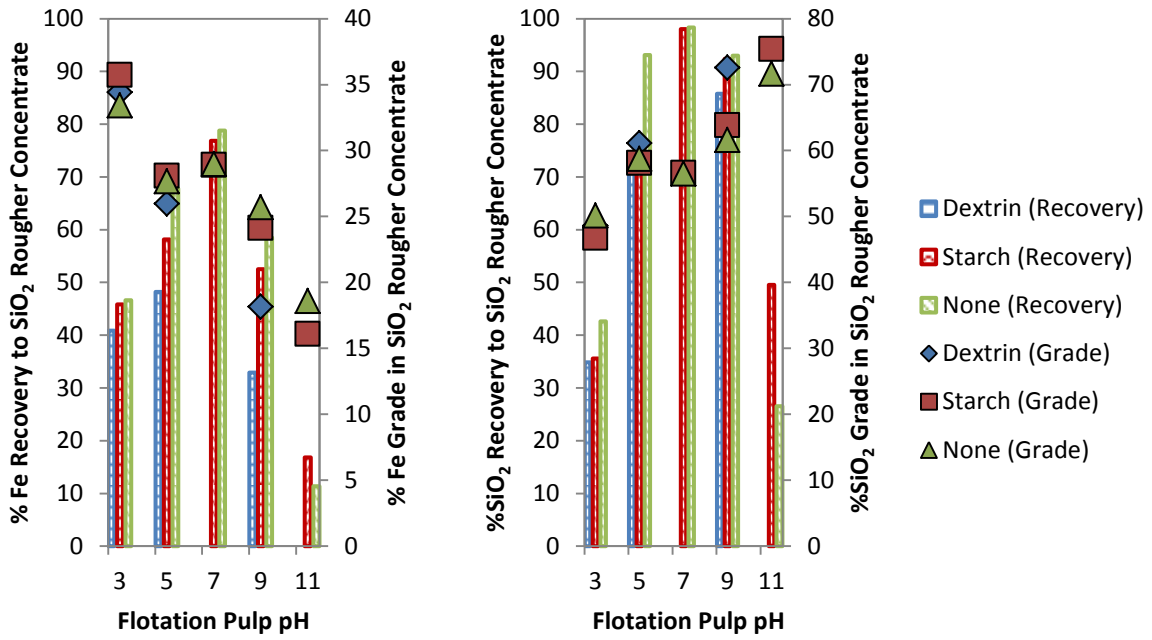 % Fe Recovery to SiO₂ Rougher Concentrate
100
90
80
70
60
50
40
30
20
10
0
40
35
30
25
20
15
10
5
0
% Fe Grade in SiO₂ Rougher Concentrate
3 5 7 9 11
Flotation Pulp pH
%SiO₂ Recovery to SiO₂ Rougher Concentrate
100
90
80
70
60
50
40
30
20
10
0
80
70
60
50
40
30
20
10
0
%SiO₂ Grade in SiO₂ Rougher Concentrate
3 5 7 9 11
Flotation Pulp pH
Dextrin (Recovery)
Starch (Recovery)
None (Recovery)
Dextrin (Grade)
Starch (Grade)
None (Grade)